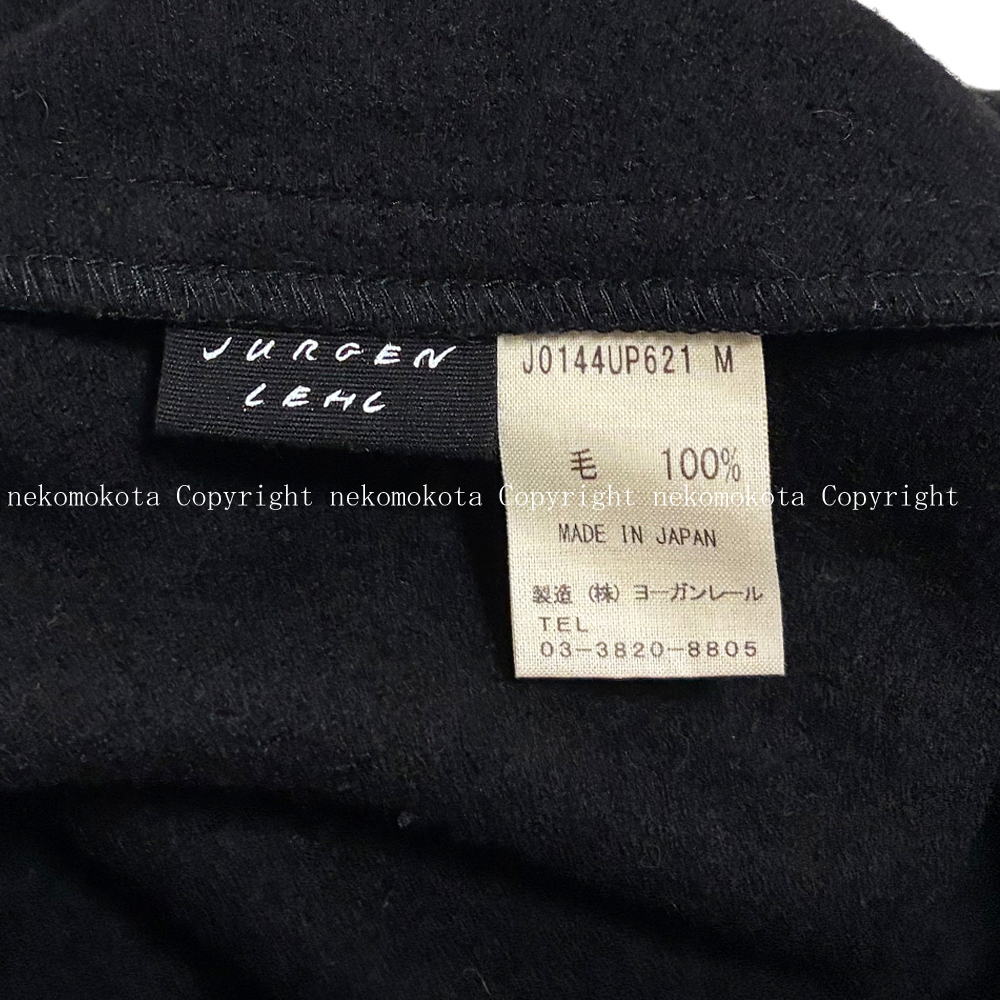 JURGEN
LEHL
J0144UP621 M
毛 100%
nekomokota Copyright nekomokota Copyright nekomokota Copyright
MADE IN JAPAN
製造 (株) ヨーガンレール
TEL
03-3820-8805